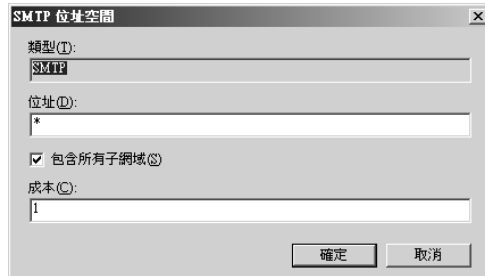 SMTP 位址空間
類型(T):
SMTP
位址(D):
*
包含所有子網域(S)
成本(C):
1
確定 取消